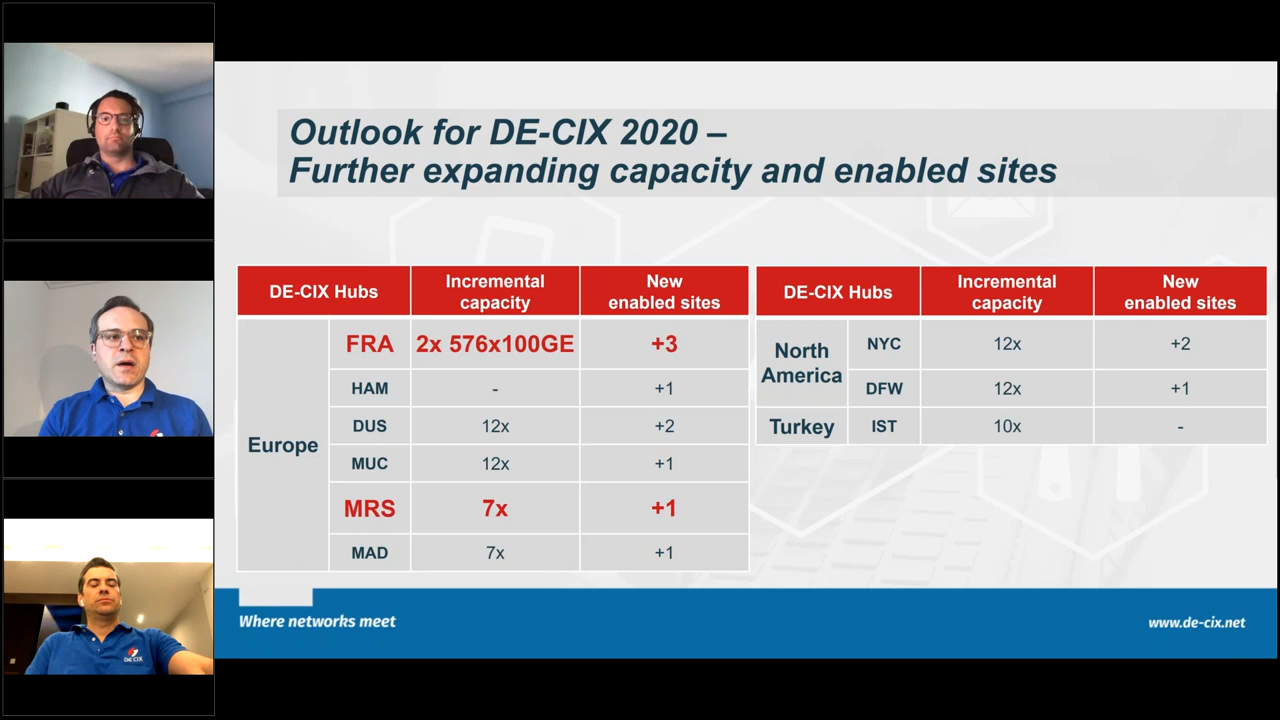 Outlook for DE-CIX 2020 –
Further expanding capacity and enabled sites
DE-CIX Hubs
Incremental
capacity
New
enabled sites
Europe
FRA
2x 576x100GE
+3
HAM
-
+1
DUS
12x
+2
MUC
12x
+1
MRS
7x
+1
MAD
7x
+1
DE-CIX Hubs
Incremental
capacity
New
enabled sites
North
America
NYC
12x
+2
DFW
12x
+1
Turkey
IST
10x
-
Where networks meet
www.de-cix.net
DE CIX